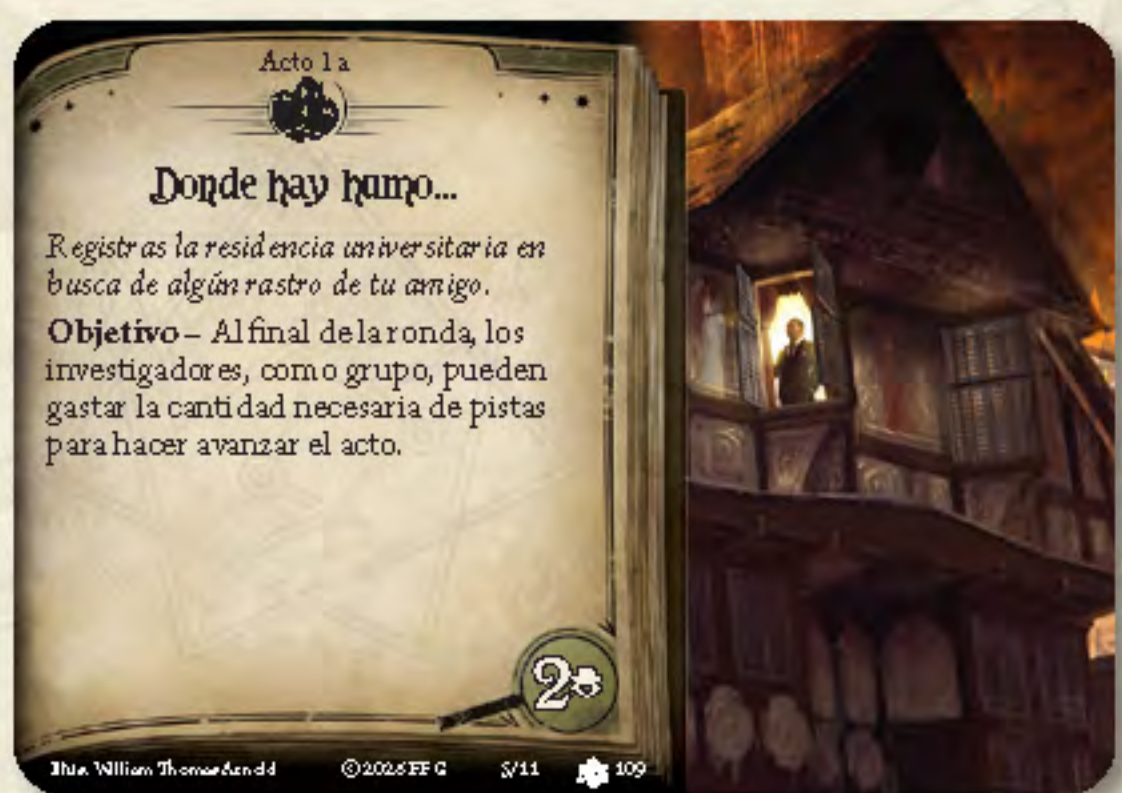 Acto 1a
Donde hay humo...
Registras la residencia universitaria en
busca de algún rastro de tu amigo.
Objetivo – Al final de la ronda, los
investigadores, como grupo, pueden
gastar la cantidad necesaria de pistas
para hacer avanzar el acto.
2
Illus. William Thomas Arnold ©2026 FFG 5/11 109